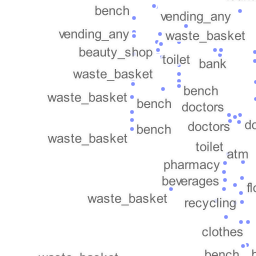 bench
vending_any
vending_any
waste_basket
beauty_shop
toilet
bank
waste_basket
bench
waste_basket
bench
doctors
bench
doctors
waste_basket
toilet
atm
pharmacy
beverages
waste_basket
recycling
clothes
bench